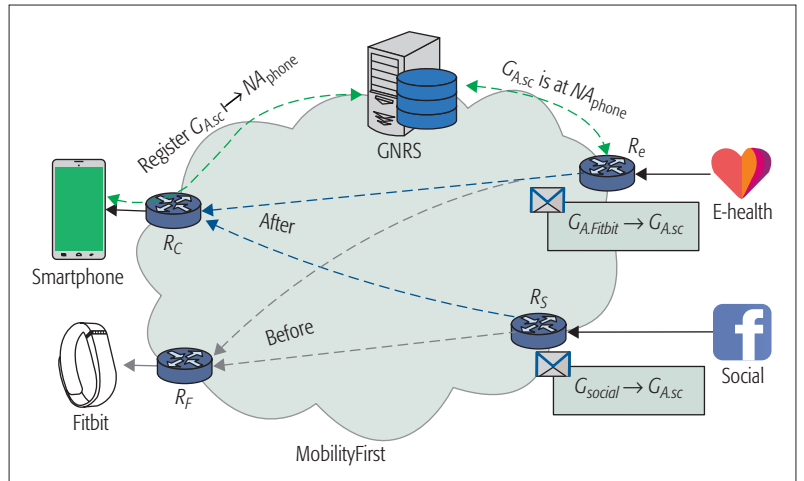 Register G_A.sc ↦ NA_phone
GNRS
G_A.sc is at NA_phone
R_e
E-health
G_A.Fitbit → G_A.sc
After
R_C
Smartphone
R_S
f
Social
Before
G_social → G_A.sc
R_F
Fitbit
MobilityFirst